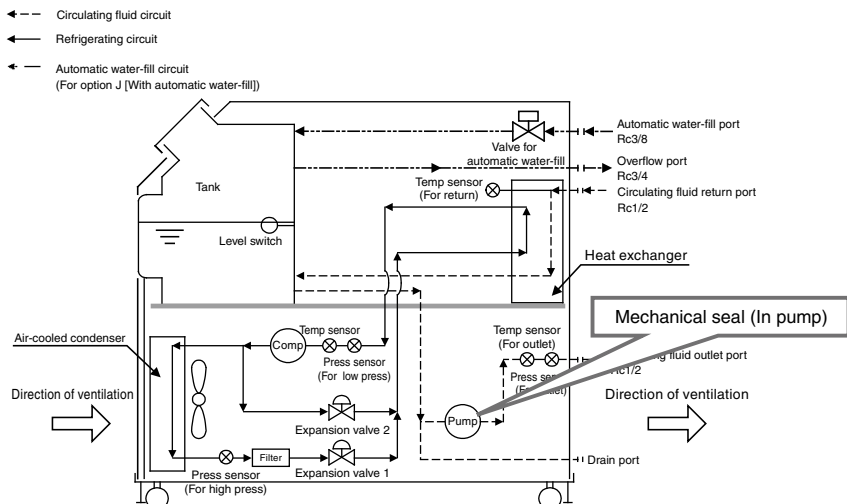 Circulating fluid circuit
Refrigerating circuit
Automatic water-fill circuit
(For option J [With automatic water-fill])
Automatic water-fill port
Rc3/8
Valve for
automatic water-fill
Overflow port
Rc3/4
Temp sensor
(For return)
Circulating fluid return port
Rc1/2
Tank
Level switch
Heat exchanger
Mechanical seal (In pump)
Air-cooled condenser
Comp
Temp sensor
Press sensor
(For low press)
Temp sensor
(For outlet)
fluid outlet port
Rc1/2
Press
Direction of ventilation
Direction of ventilation
Expansion valve 2
Pump
Filter
Expansion valve 1
Press sensor
(For high press)
Drain port